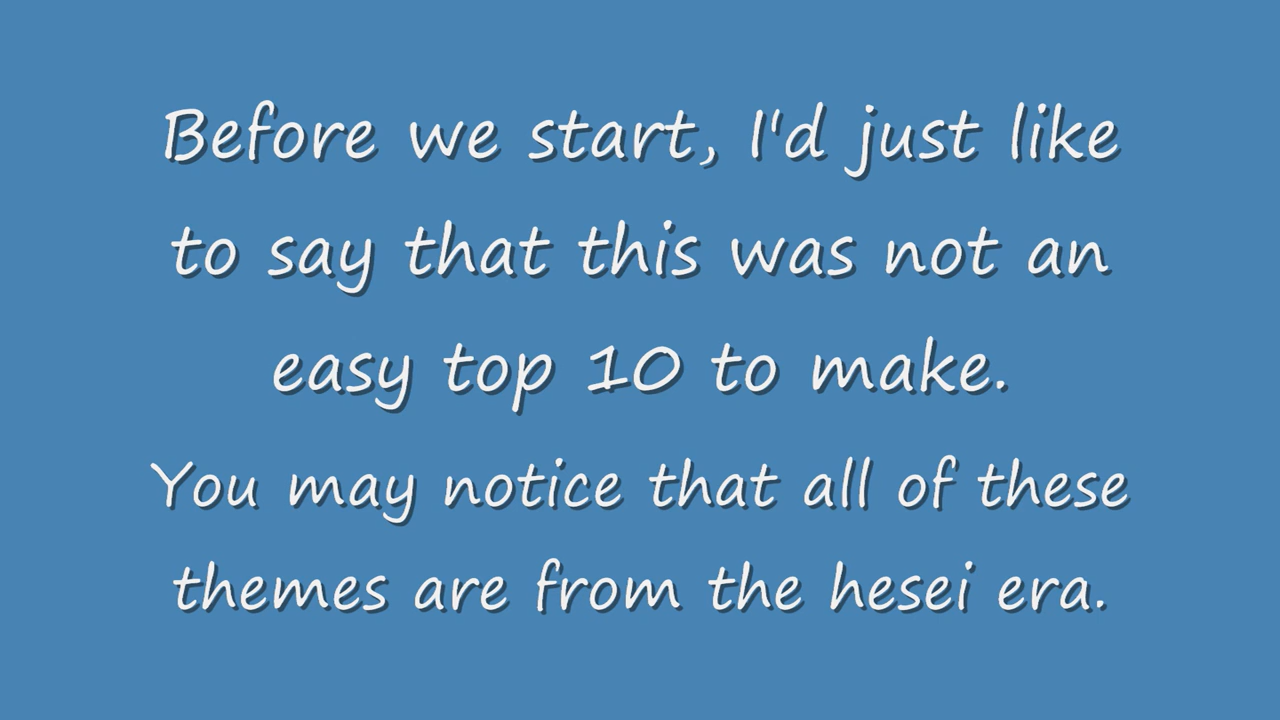 Before we start, I'd just like
to say that this was not an
easy top 10 to make.
You may notice that all of these
themes are from the hesei era.